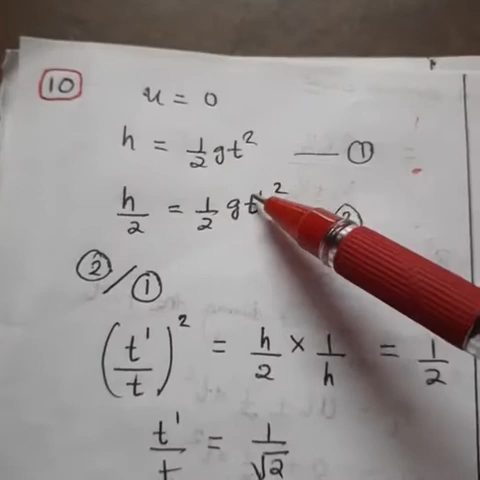 10
u = 0
h = 1/2 gt² — ①
h/2 = 1/2 gt'² ②
②/①
(t'/t)² = h/2 × 1/h = 1/2
t'/t = 1/√2